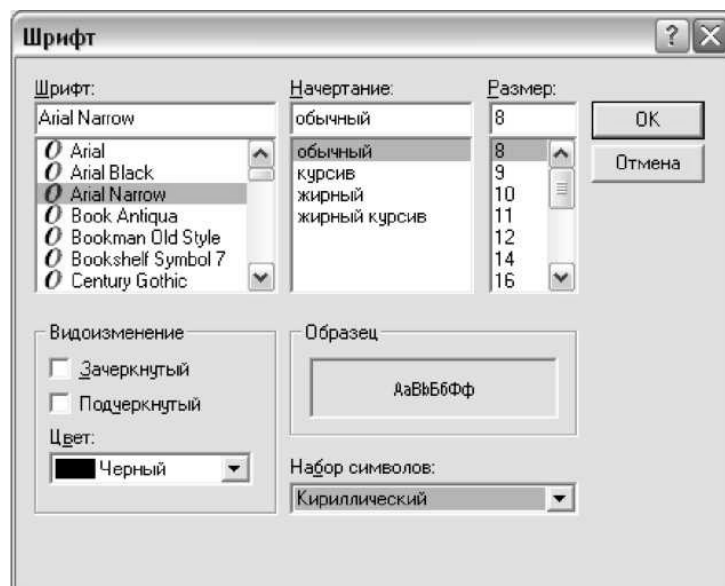 Шрифт
Шрифт:
Arial Narrow
Arial
Arial Black
Arial Narrow
Book Antiqua
Bookman Old Style
Bookshelf Symbol 7
Century Gothic
Начертание:
обычный
обычный
курсив
жирный
жирный курсив
Размер:
8
8
9
10
11
12
14
16
OK
Отмена
Видоизменение
Зачеркнутый
Подчеркнутый
Цвет:
Черный
Образец
АаВbБбФф
Набор символов:
Кириллический